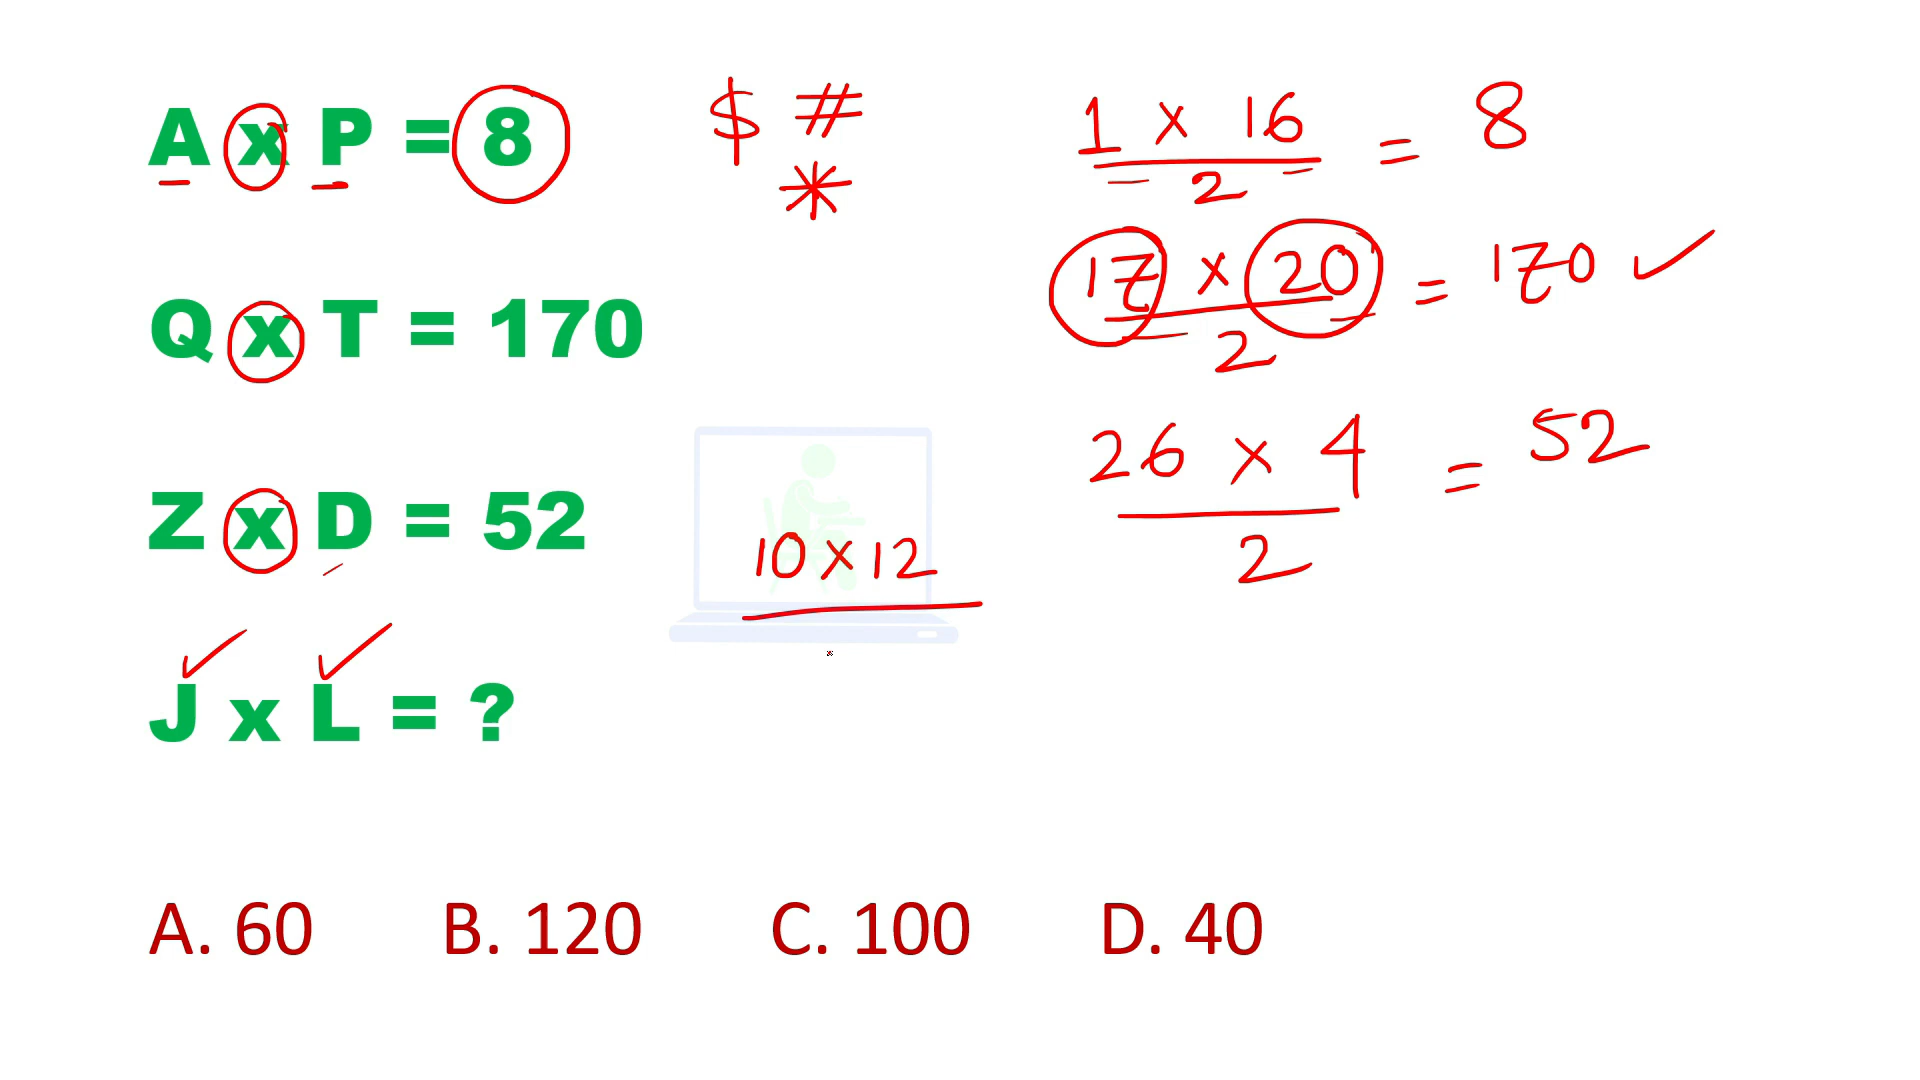 A x P = 8
Q x T = 170
Z x D = 52
J x L = ?
$ #
*
10 x 12
1 x 16 = 8
2
17 x 20 = 170 ✓
2
26 x 4 = 52
2
A. 60 B. 120 C. 100 D. 40